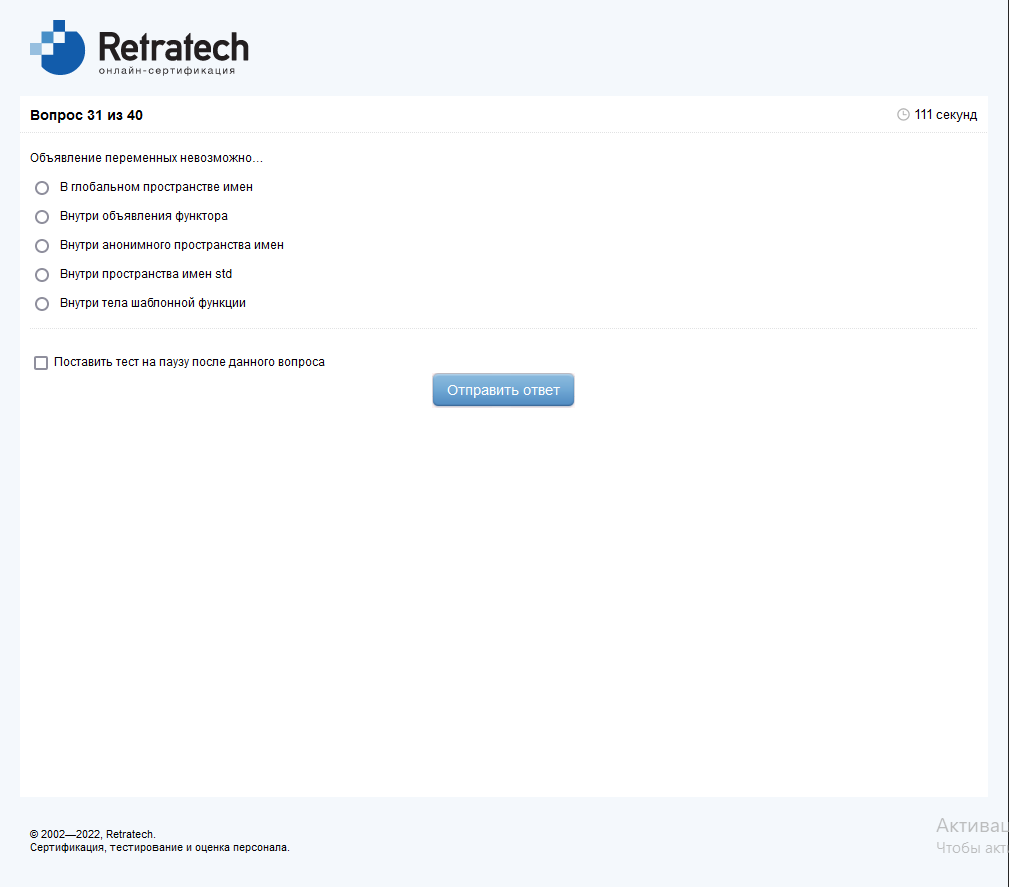 Retratech
онлайн-сертификация
Вопрос 31 из 40
111 секунд
Объявление переменных невозможно...
В глобальном пространстве имен
Внутри объявления функтора
Внутри анонимного пространства имен
Внутри пространства имен std
Внутри тела шаблонной функции
Поставить тест на паузу после данного вопроса
Отправить ответ
© 2002—2022, Retratech.
Сертификация, тестирование и оценка персонала.
Чтобы